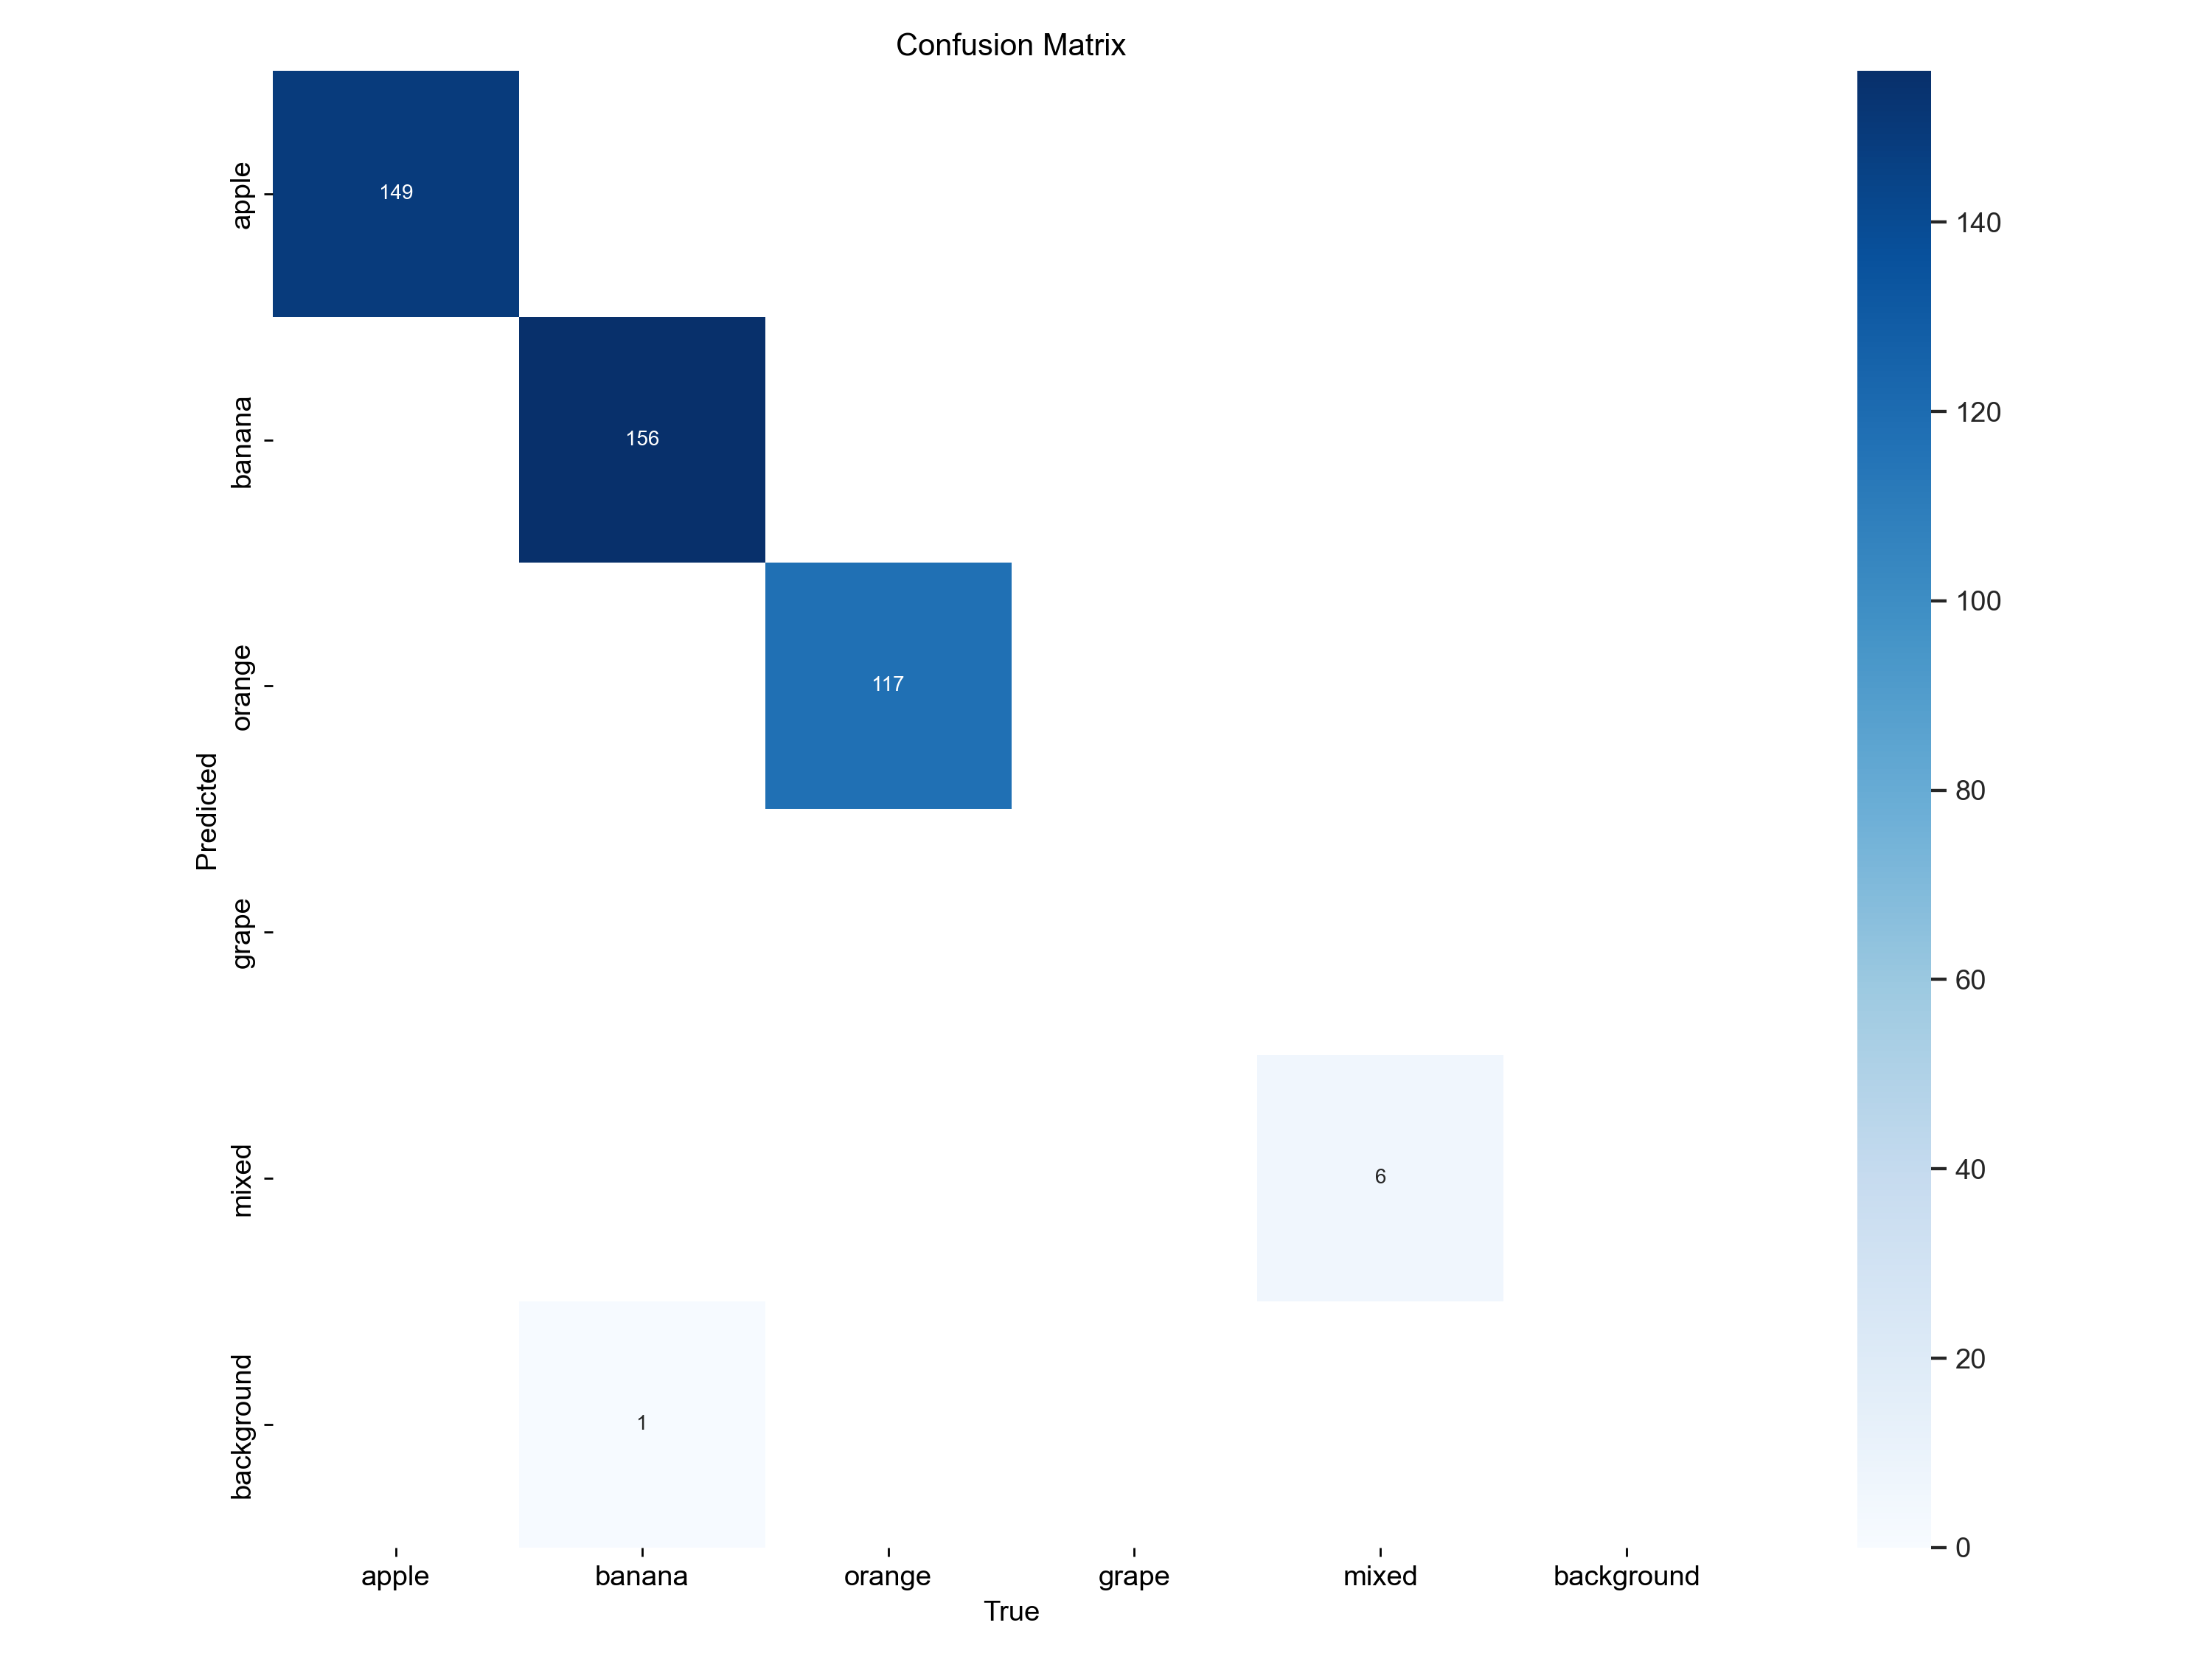 Confusion Matrix
apple
149
140
banana
156
120
orange
117
100
80
Predicted
grape
60
mixed
6
40
background
1
20
0
apple banana orange grape mixed background
True